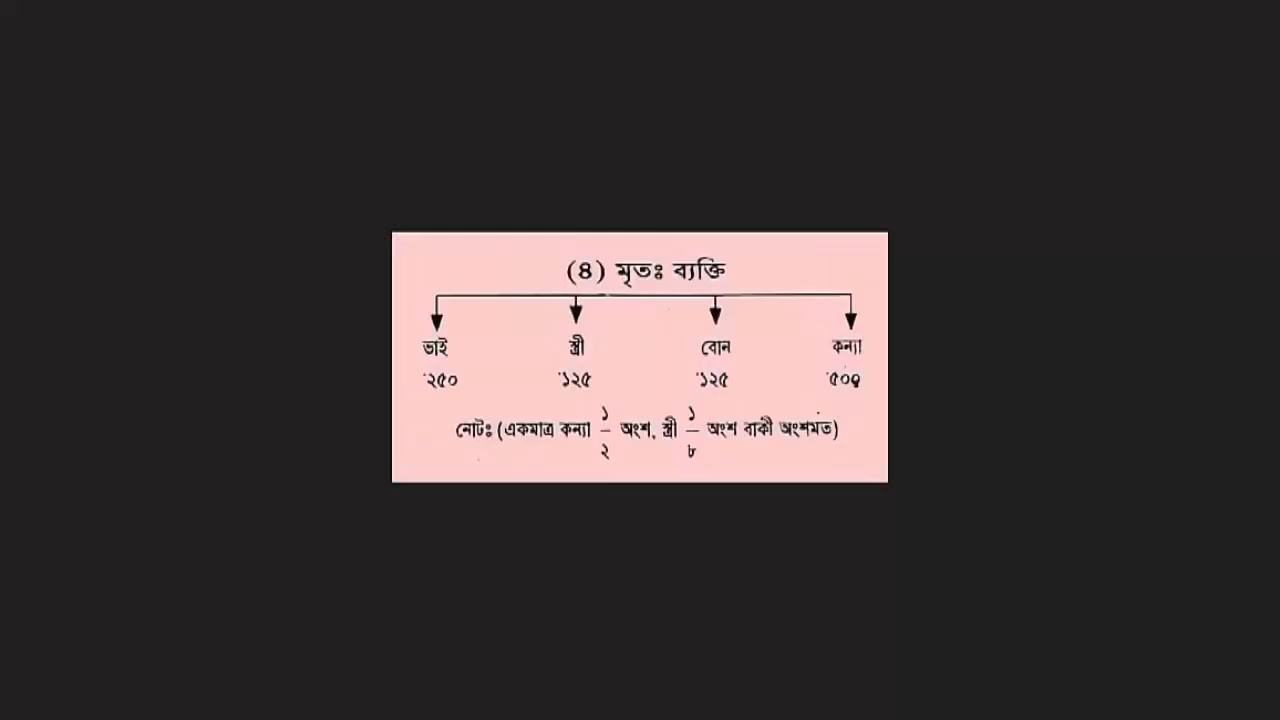 (৪) মৃতঃ ব্যক্তি
ভাই স্ত্রী বোন কন্যা
.২৫০ .১২৫ .১২৫ .৫০০
নোটঃ (একমাত্র কন্যা ১/২ অংশ, স্ত্রী ১/৮ অংশ বাকী অংশমত)